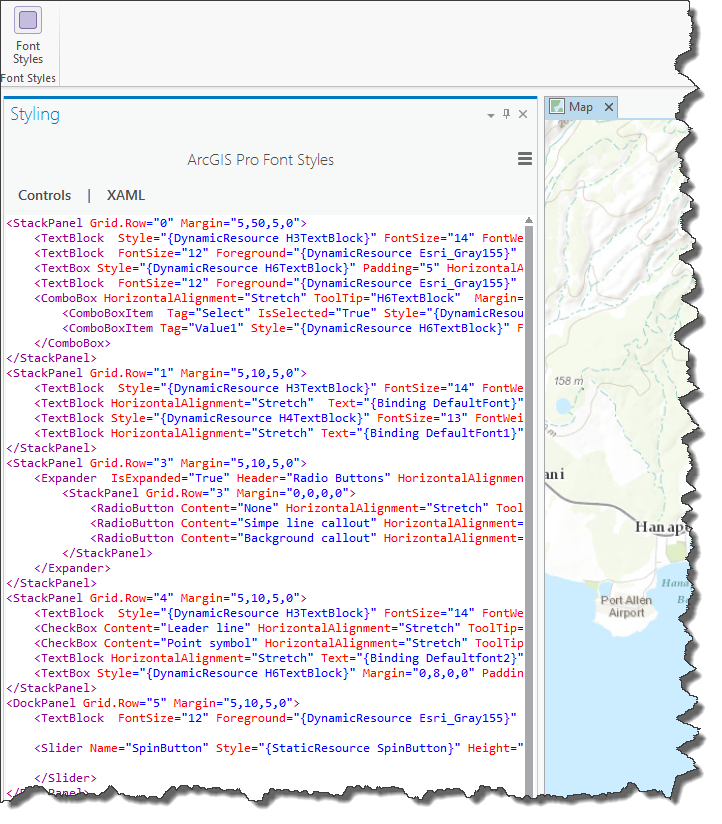 Font
Styles
Font Styles
Styling
Map
ArcGIS Pro Font Styles
Controls | XAML
<StackPanel Grid.Row="0" Margin="5,50,5,0">
<TextBlock  Style="{DynamicResource H3TextBlock}" FontSize="14" FontWe
<TextBlock  FontSize="12" Foreground="{DynamicResource Esri_Gray155}"
<TextBox Style="{DynamicResource H6TextBlock}" Padding="5" HorizontalA
<TextBlock  FontSize="12" Foreground="{DynamicResource Esri_Gray155}"
<ComboBox HorizontalAlignment="Stretch" ToolTip="H6TextBlock"  Margin=
<ComboBoxItem  Tag="Select" IsSelected="True" Style="{DynamicResou
<ComboBoxItem Tag="Value1" Style="{DynamicResource H6TextBlock}" F
</ComboBox>
</StackPanel>
<StackPanel Grid.Row="1" Margin="5,10,5,0">
<TextBlock  Style="{DynamicResource H3TextBlock}" FontSize="14" FontWe
<TextBlock HorizontalAlignment="Stretch"  Text="{Binding DefaultFont}"
<TextBlock Style="{DynamicResource H4TextBlock}" FontSize="13" FontWei
<TextBlock HorizontalAlignment="Stretch" Text="{Binding DefaultFont1}"
</StackPanel>
<StackPanel Grid.Row="3" Margin="5,10,5,0">
<Expander  IsExpanded="True" Header="Radio Buttons" HorizontalAlignmen
<StackPanel Grid.Row="3" Margin="0,0,0,0">
<RadioButton Content="None" HorizontalAlignment="Stretch" Tool
<RadioButton Content="Simpe line callout" HorizontalAlignment=
<RadioButton Content="Background callout" HorizontalAlignment=
</StackPanel>
</Expander>
</StackPanel>
<StackPanel Grid.Row="4" Margin="5,10,5,0">
<TextBlock  Style="{DynamicResource H3TextBlock}" FontSize="14" FontWe
<CheckBox Content="Leader line" HorizontalAlignment="Stretch" ToolTip=
<CheckBox Content="Point symbol" HorizontalAlignment="Stretch" ToolTip
<TextBlock HorizontalAlignment="Stretch" Text="{Binding Defaultfont2}"
<TextBox Style="{DynamicResource H6TextBlock}" Margin="0,8,0,0" Paddin
</StackPanel>
<DockPanel Grid.Row="5" Margin="5,10,5,0">
<TextBlock  FontSize="12" Foreground="{DynamicResource Esri_Gray155}"
<Slider Name="SpinButton" Style="{StaticResource SpinButton}" Height="
</Slider>
158 m
ani
Hanap
Hana
B
Port Allen
Airport